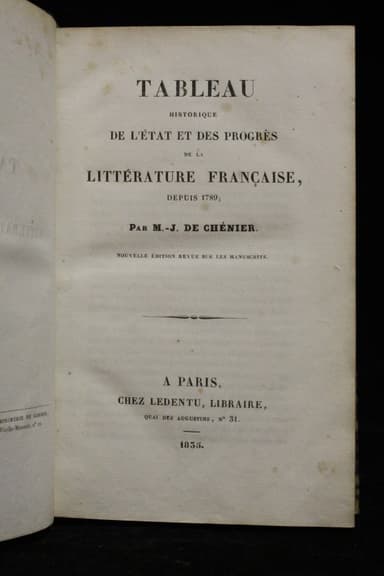 TABLEAU
HISTORIQUE
DE L'ÉTAT ET DES PROGRÈS
DE LA
LITTÉRATURE FRANÇAISE,
DEPUIS 1789;
PAR M.-J. DE CHÉNIER.
NOUVELLE ÉDITION REVUE SUR LES MANUSCRITS.
A PARIS,
CHEZ LEDENTU, LIBRAIRE,
QUAI DES AUGUSTINS, Nº 31.
1835.